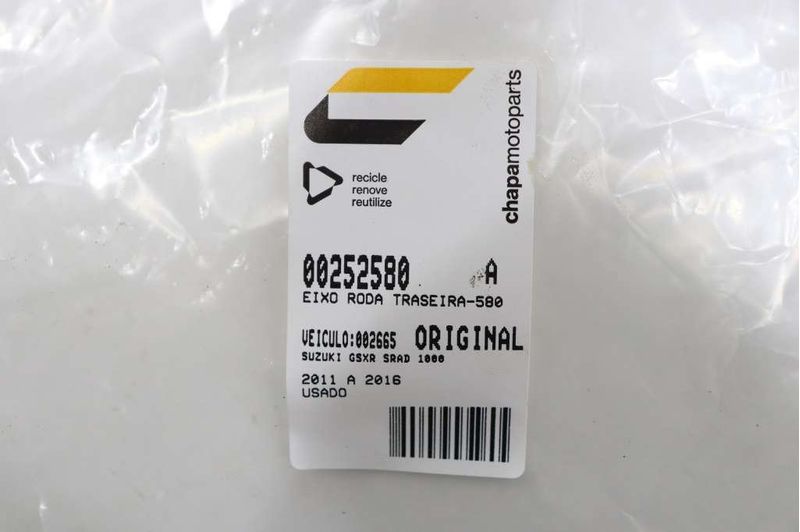 chapamotoparts
recicle
renove
reutilize
00252580 A
EIXO RODA TRASEIRA-580
VEICULO:002665 ORIGINAL
SUZUKI GSXR SRAD 1000
2011 A 2016
USADO